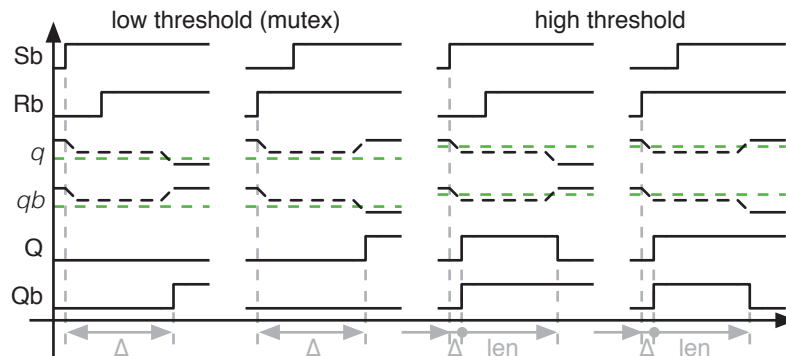 low threshold (mutex) high threshold
Sb
Rb
q
qb
Q
Qb
Δ Δ Δ len Δ len